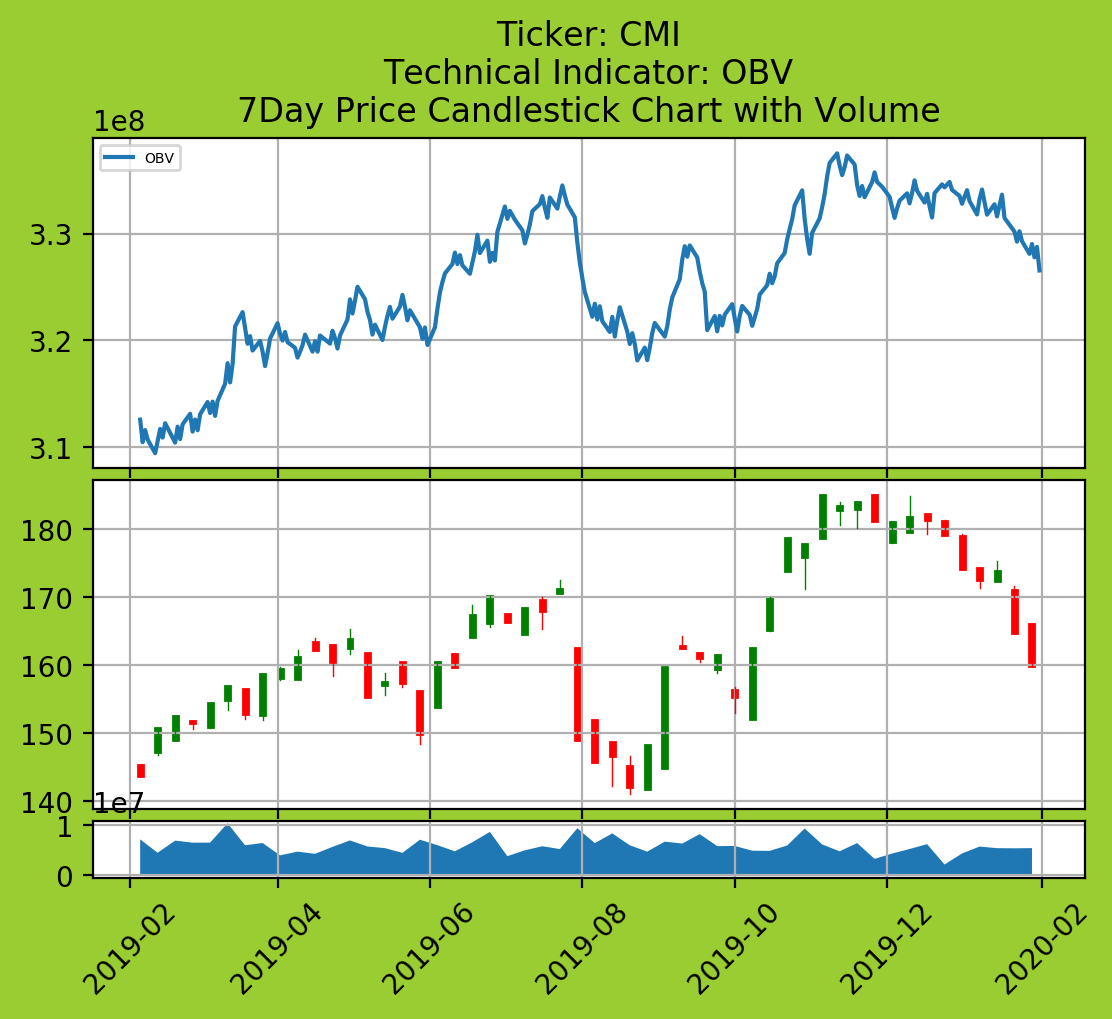 Ticker: CMI
Technical Indicator: OBV
7Day Price Candlestick Chart with Volume
1e8
OBV
3.3
3.2
3.1
180
170
160
150
140
1e7
1
0
2019-02
2019-04
2019-06
2019-08
2019-10
2019-12
2020-02